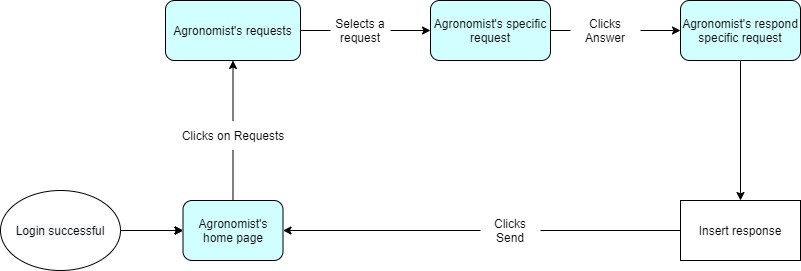 Agronomist's requests
Selects a
request
Agronomist's specific
request
Clicks
Answer
Agronomist's respond
specific request
Clicks on Requests
Login successful
Agronomist's
home page
Clicks
Send
Insert response